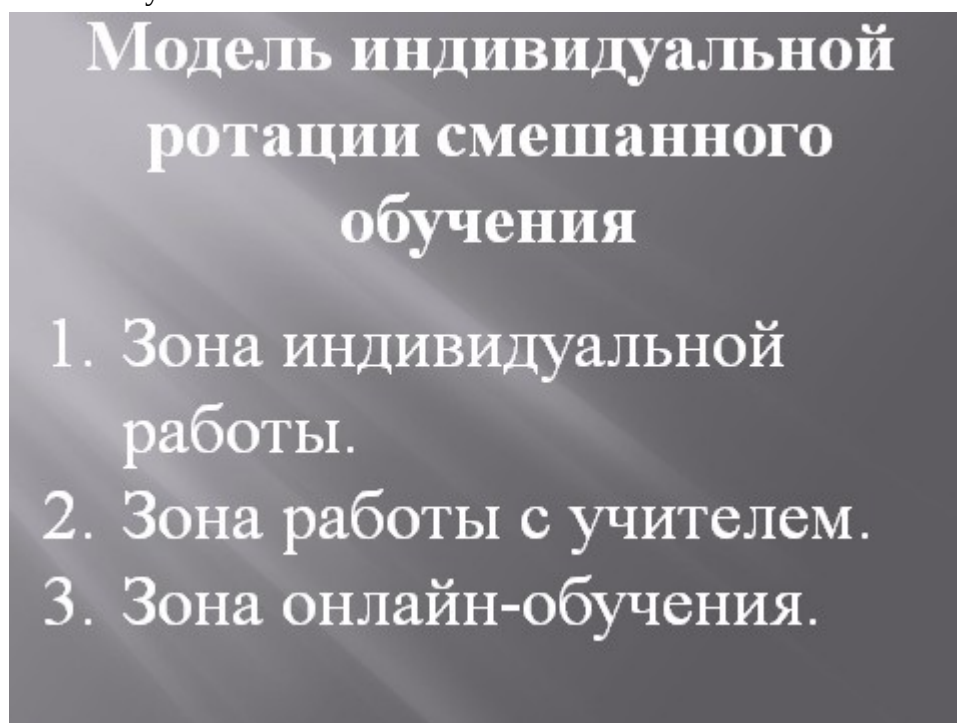 Модель индивидуальной
ротации смешанного
обучения
1. Зона индивидуальной
работы.
2. Зона работы с учителем.
3. Зона онлайн-обучения.